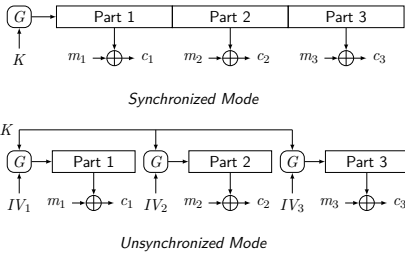 G Part 1 Part 2 Part 3
m₁ c₁ m₂ c₂ m₃ c₃
K
Synchronized Mode
K
G Part 1 G Part 2 G Part 3
IV₁ m₁ c₁ IV₂ m₂ c₂ IV₃ m₃ c₃
Unsynchronized Mode